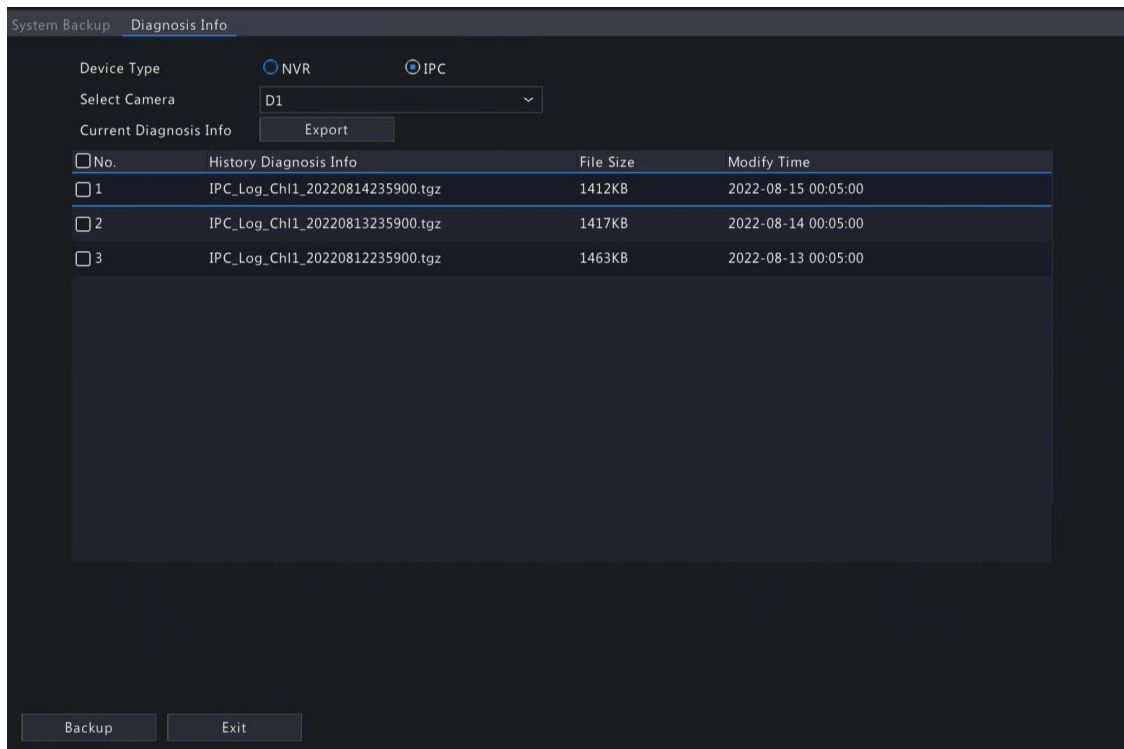 System Backup Diagnosis Info
Device Type NVR IPC
Select Camera D1
Current Diagnosis Info Export
No. History Diagnosis Info File Size Modify Time
1 IPC_Log_Chl1_20220814235900.tgz 1412KB 2022-08-15 00:05:00
2 IPC_Log_Chl1_20220813235900.tgz 1417KB 2022-08-14 00:05:00
3 IPC_Log_Chl1_20220812235900.tgz 1463KB 2022-08-13 00:05:00
Backup Exit